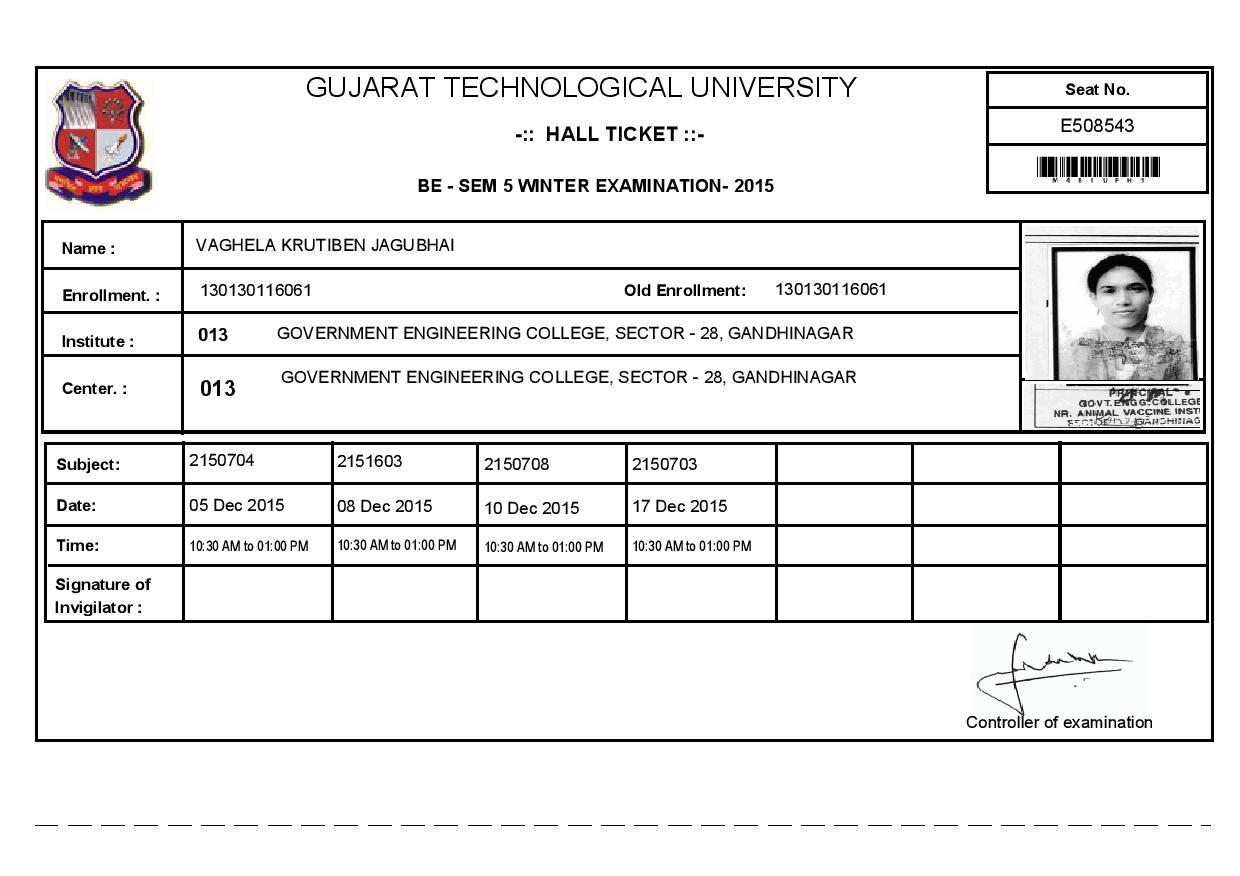 GUJARAT TECHNOLOGICAL UNIVERSITY
-:: HALL TICKET ::-
BE - SEM 5 WINTER EXAMINATION- 2015
Seat No.
E508543
Name : VAGHELA KRUTIBEN JAGUBHAI
Enrollment. : 130130116061 Old Enrollment: 130130116061
Institute : 013 GOVERNMENT ENGINEERING COLLEGE, SECTOR - 28, GANDHINAGAR
Center. : 013 GOVERNMENT ENGINEERING COLLEGE, SECTOR - 28, GANDHINAGAR
PRINCIPAL
GOVT. ENGG. COLLEGE
NR. ANIMAL VACCINE INSTI
Subject: 2150704 2151603 2150708 2150703
Date: 05 Dec 2015 08 Dec 2015 10 Dec 2015 17 Dec 2015
Time: 10:30 AM to 01:00 PM 10:30 AM to 01:00 PM 10:30 AM to 01:00 PM 10:30 AM to 01:00 PM
Signature of
Invigilator :
Controller of examination